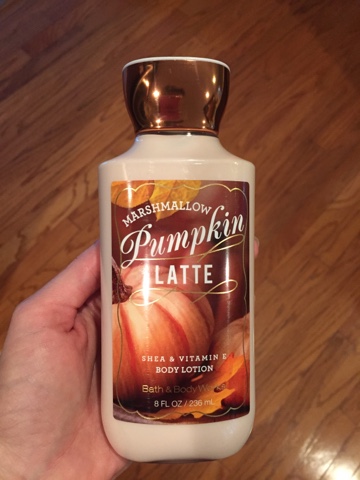 MARSHMALLOW
Pumpkin
LATTE
SHEA & VITAMIN E
BODY LOTION
Bath & Body Works
8 FL OZ / 236 mL